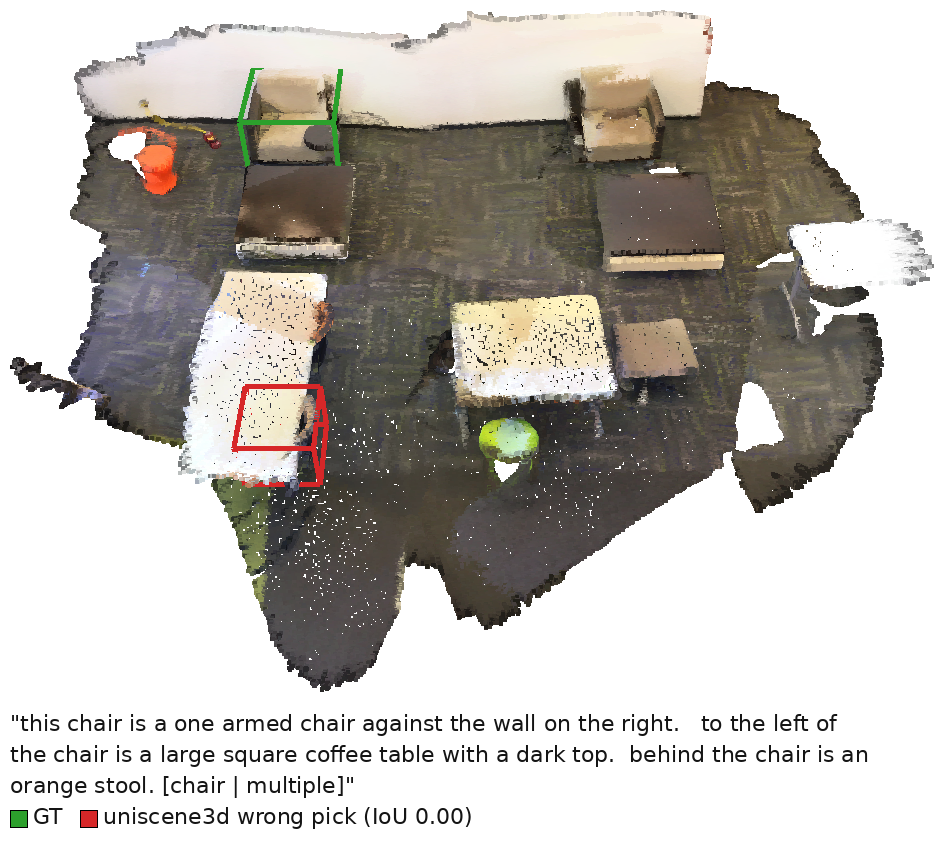 "this chair is a one armed chair against the wall on the right.   to the left of
the chair is a large square coffee table with a dark top.  behind the chair is an
orange stool. [chair | multiple]"
GT uniscene3d wrong pick (IoU 0.00)